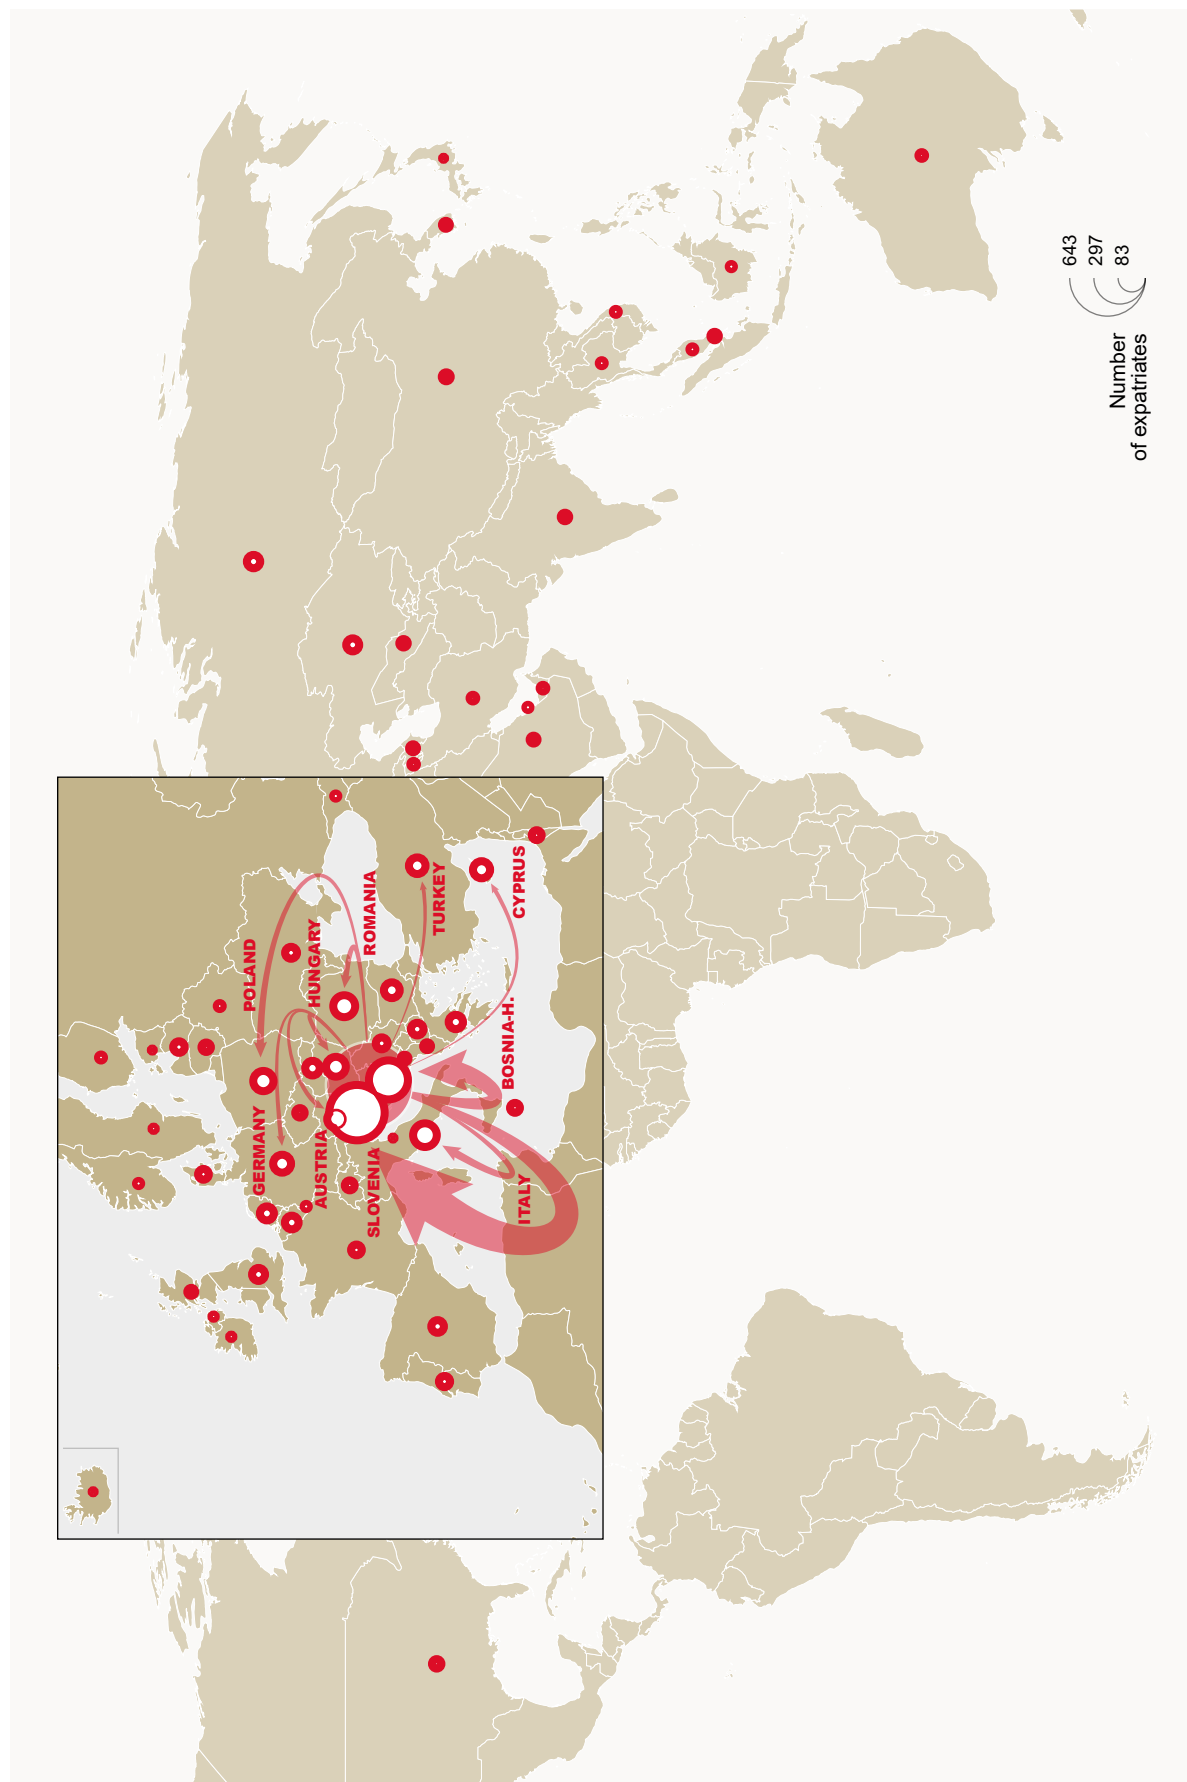 POLAND
HUNGARY
ROMANIA
TURKEY
CYPRUS
BOSNIA-H.
GERMANY
AUSTRIA
SLOVENIA
ITALY
643
297
83
Number
of expatriates